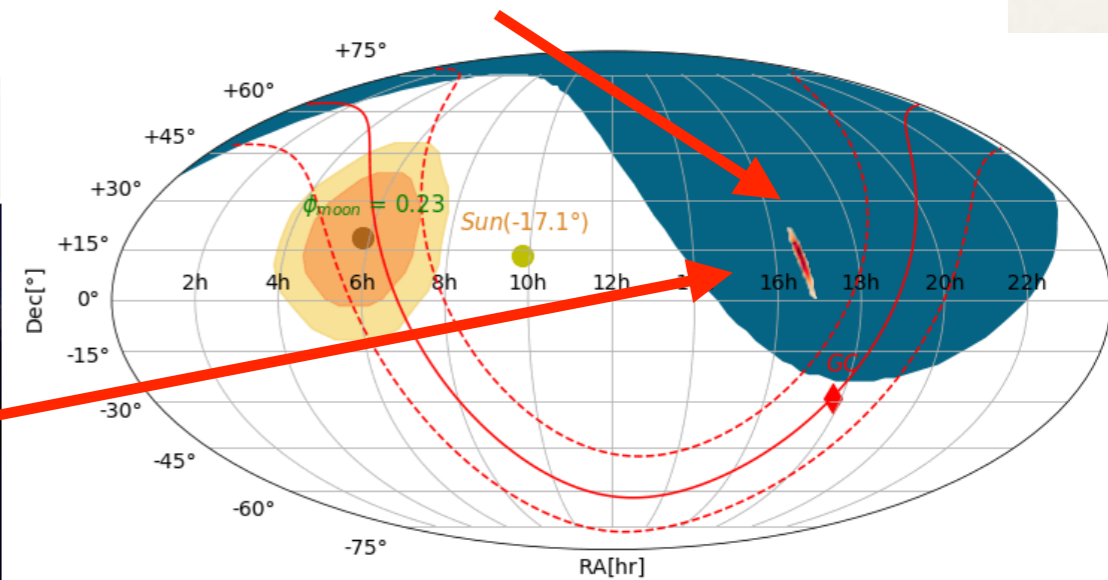 +75°
+60°
+45°
+30°
+15°
0°
-15°
-30°
-45°
-60°
-75°
Dec[°]
ϕmoon = 0.23
Sun(-17.1°)
2h 4h 6h 8h 10h 12h 16h 18h 20h 22h
GC
RA[hr]